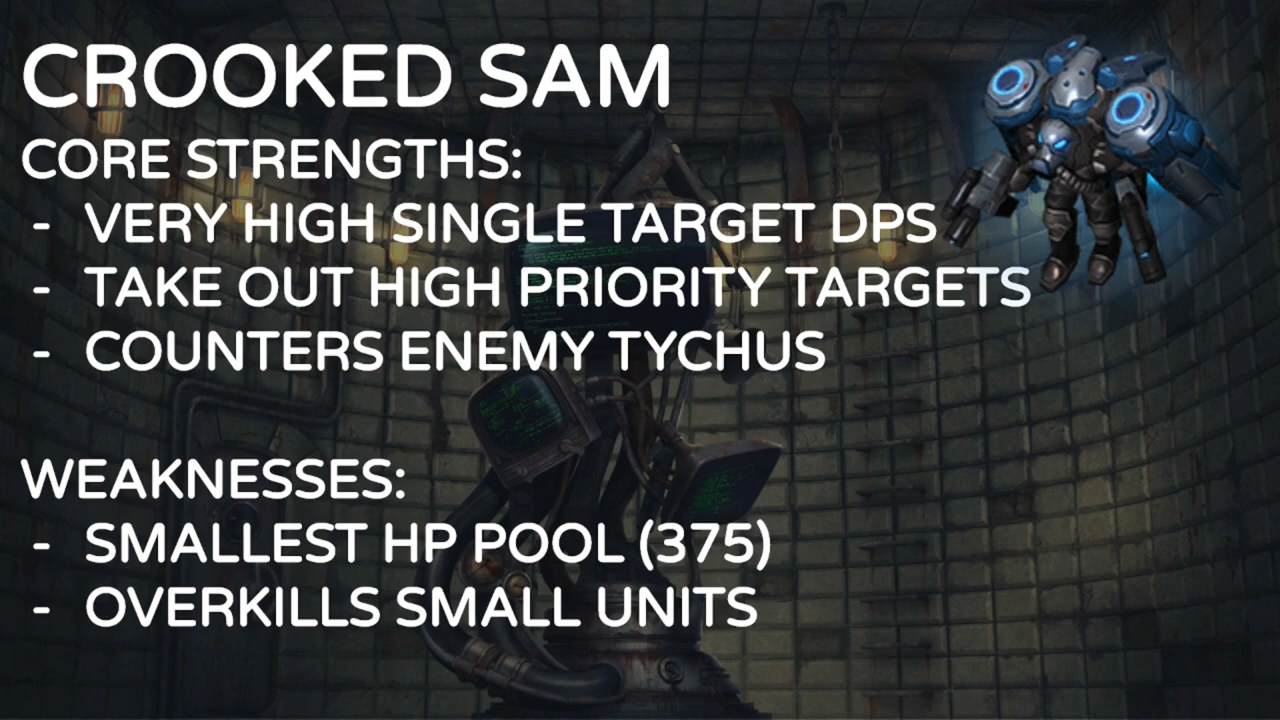 CROOKED SAM
CORE STRENGTHS:
- VERY HIGH SINGLE TARGET DPS
- TAKE OUT HIGH PRIORITY TARGETS
- COUNTERS ENEMY TYCHUS
WEAKNESSES:
- SMALLEST HP POOL (375)
- OVERKILLS SMALL UNITS